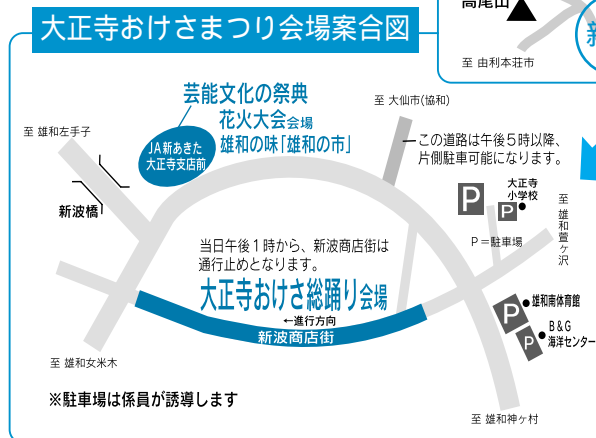 大正寺おけさまつり会場案合図
高尾山
至 由利本荘市
新
芸能文化の祭典
花火大会会場
雄和の味「雄和の市」
JA新あきた
大正寺支店前
至 大仙市(協和)
この道路は午後5時以降、
片側駐車可能になります。
至 雄和左手子
新波橋
大正寺
小学校
P
P
P=駐車場
至 雄和萱ヶ沢
当日午後1時から、新波商店街は
通行止めとなります。
大正寺おけさ総踊り会場
←進行方向
新波商店街
P
雄和南体育館
P
B&G
海洋センター
至 雄和女米木
※駐車場は係員が誘導します
至 雄和神ヶ村